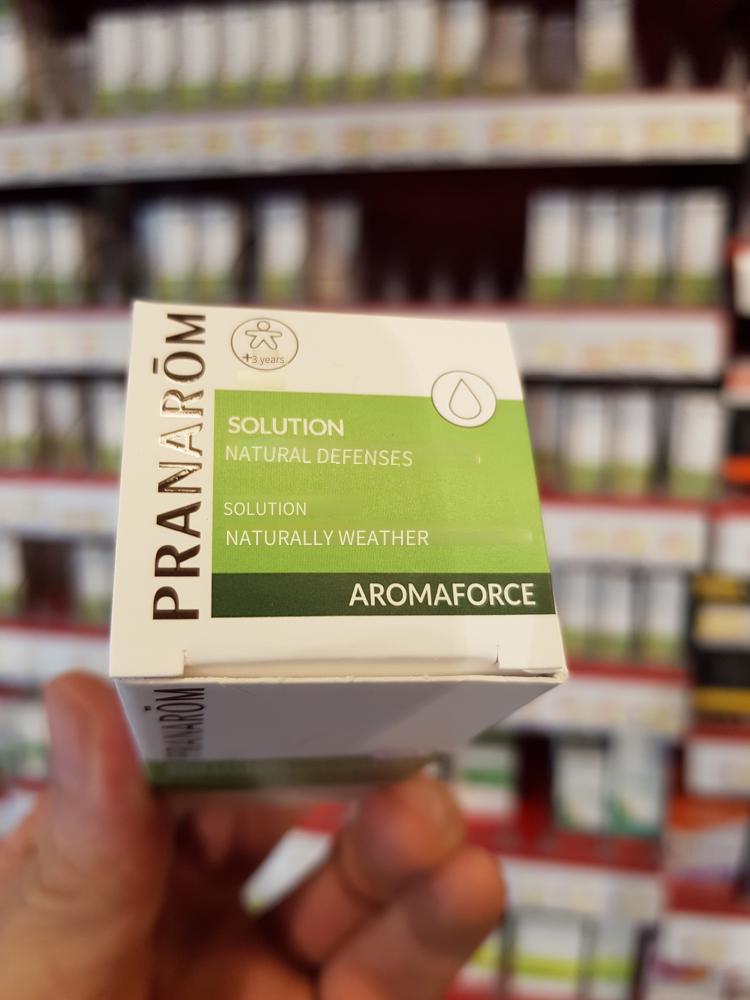 PRANARŌM
+3 years
SOLUTION
NATURAL DEFENSES
SOLUTION
NATURALLY WEATHER
AROMAFORCE
PRANARŌM